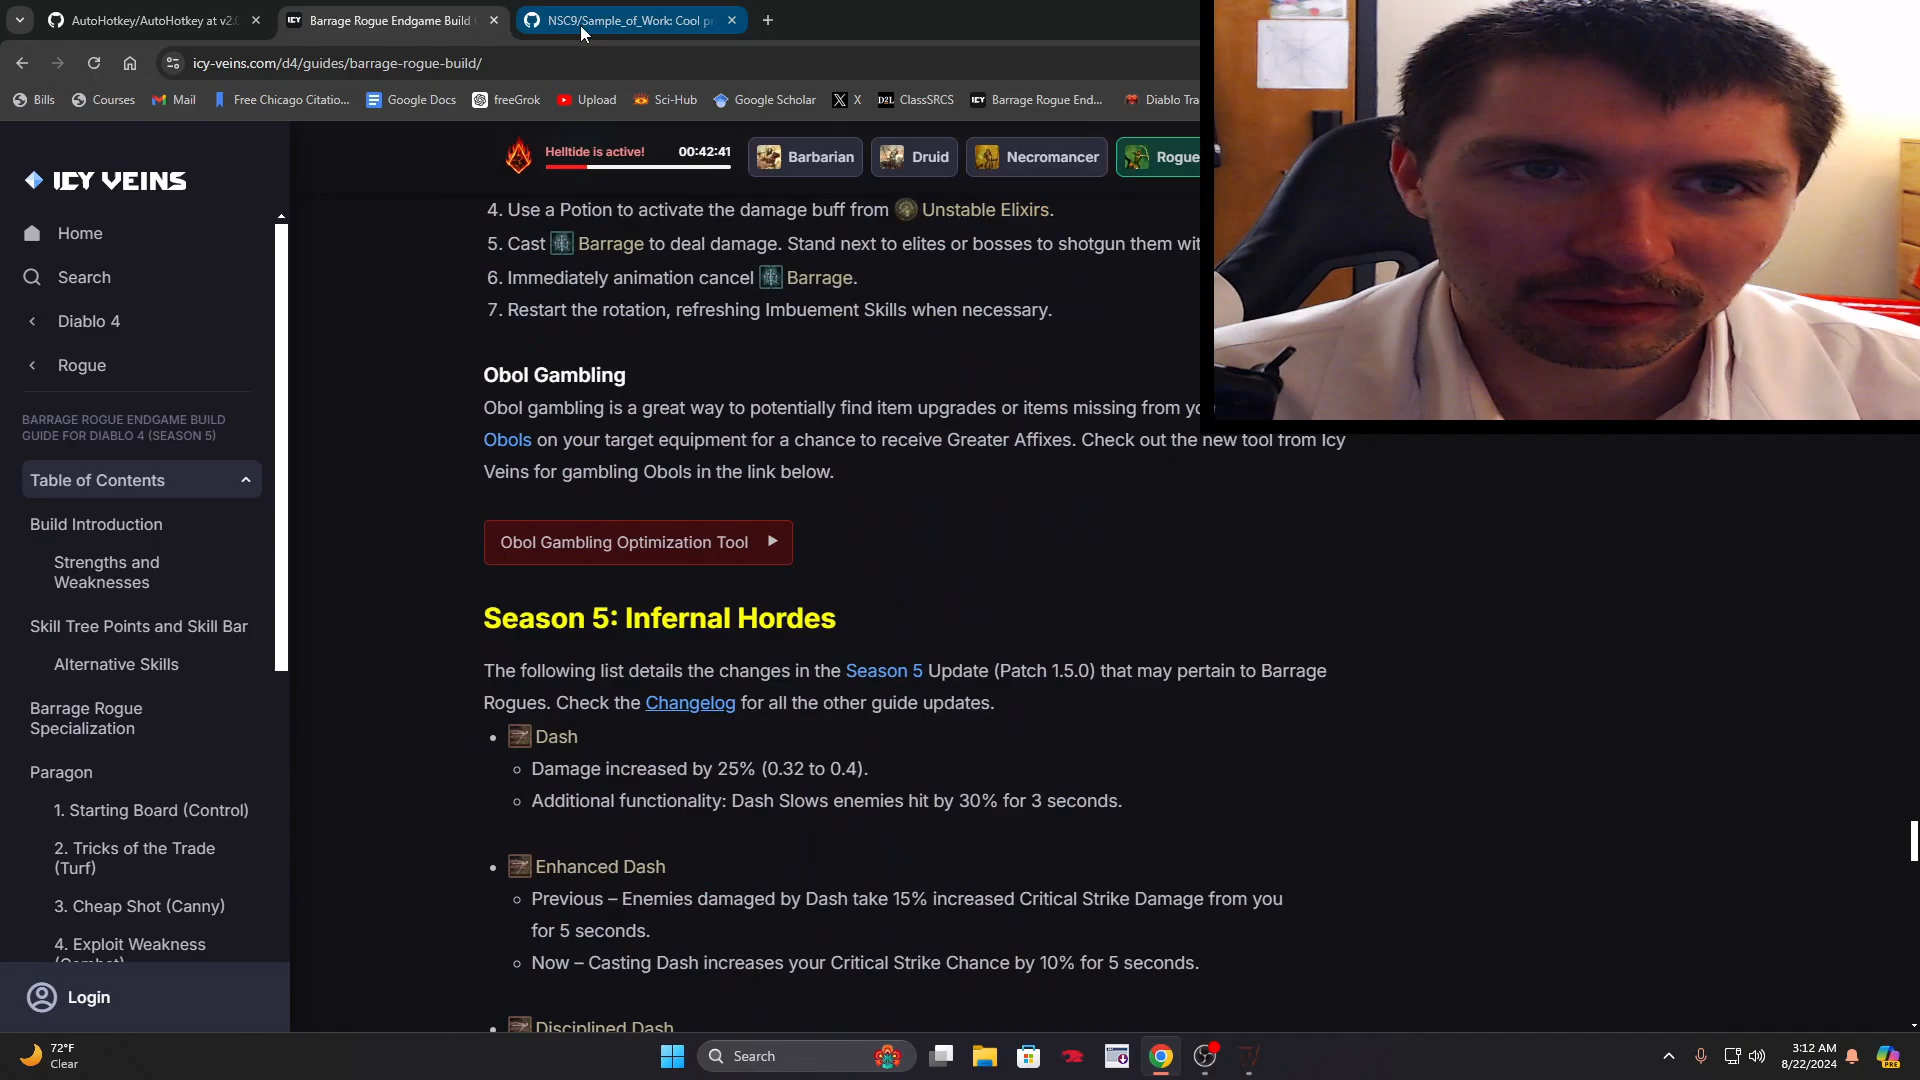 AutoHotkey/AutoHotkey at v2.
Barrage Rogue Endgame Build
NSC9/Sample_of_Work: Cool p
icy-veins.com/d4/guides/barrage-rogue-build/
Bills
Courses
Mail
Free Chicago Citatio...
Google Docs
freeGrok
Upload
Sci-Hub
Google Scholar
X
ClassSRCS
Barrage Rogue End...
Diablo Tra
ICY VEINS
Helltide is active!
00:42:41
Barbarian
Druid
Necromancer
Rogue
Home
Search
Diablo 4
Rogue
BARRAGE ROGUE ENDGAME BUILD
GUIDE FOR DIABLO 4 (SEASON 5)
Table of Contents
Build Introduction
Strengths and
Weaknesses
Skill Tree Points and Skill Bar
Alternative Skills
Barrage Rogue
Specialization
Paragon
1. Starting Board (Control)
2. Tricks of the Trade
(Turf)
3. Cheap Shot (Canny)
4. Exploit Weakness
(Combat)
Login
4. Use a Potion to activate the damage buff from Unstable Elixirs.
5. Cast Barrage to deal damage. Stand next to elites or bosses to shotgun them wit
6. Immediately animation cancel Barrage.
7. Restart the rotation, refreshing Imbuement Skills when necessary.
Obol Gambling
Obol gambling is a great way to potentially find item upgrades or items missing from yo
Obols on your target equipment for a chance to receive Greater Affixes. Check out the new tool from Icy
Veins for gambling Obols in the link below.
Obol Gambling Optimization Tool
Season 5: Infernal Hordes
The following list details the changes in the Season 5 Update (Patch 1.5.0) that may pertain to Barrage
Rogues. Check the Changelog for all the other guide updates.
Dash
Damage increased by 25% (0.32 to 0.4).
Additional functionality: Dash Slows enemies hit by 30% for 3 seconds.
Enhanced Dash
Previous – Enemies damaged by Dash take 15% increased Critical Strike Damage from you
for 5 seconds.
Now – Casting Dash increases your Critical Strike Chance by 10% for 5 seconds.
Disciplined Dash
72°F
Clear
Search
3:12 AM
8/22/2024